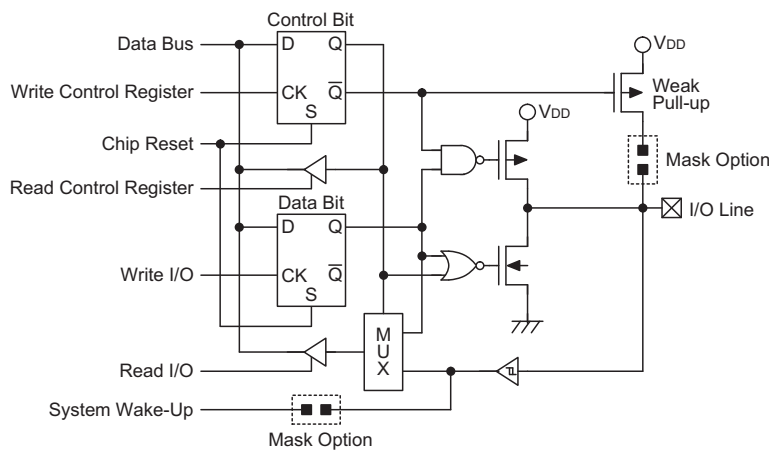 Control Bit
VDD
Data Bus
D
Q
Weak
Pull-up
Write Control Register
CK
Q
VDD
S
Chip Reset
Mask Option
Read Control Register
Data Bit
I/O Line
D
Q
Write I/O
CK
Q
S
M
U
X
Read I/O
System Wake-Up
Mask Option